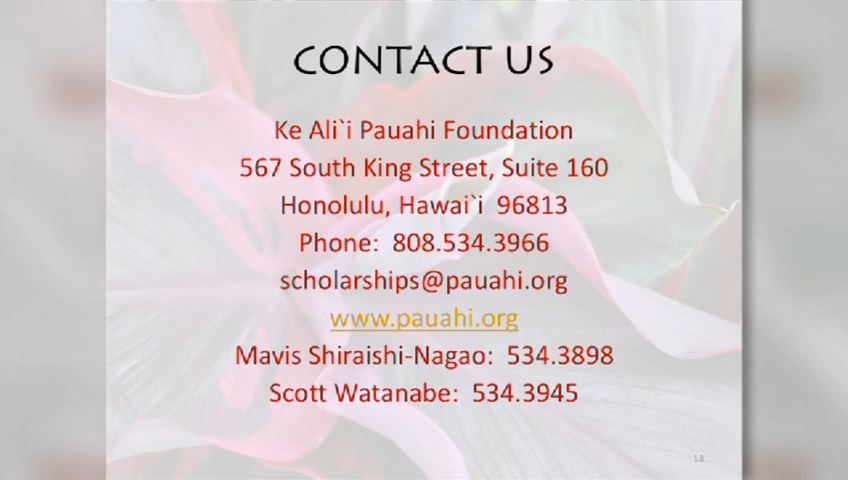 CONTACT US
Ke Ali`i Pauahi Foundation
567 South King Street, Suite 160
Honolulu, Hawai`i  96813
Phone:  808.534.3966
scholarships@pauahi.org
www.pauahi.org
Mavis Shiraishi-Nagao:  534.3898
Scott Watanabe:  534.3945
13